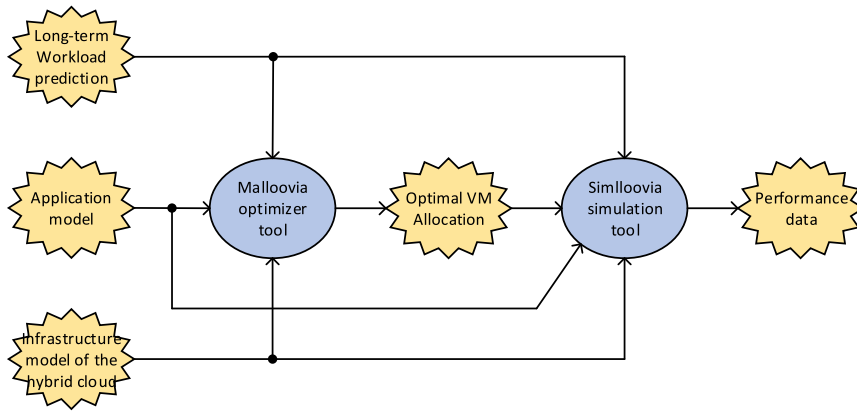 Long-term
Workload
prediction
Application
model
Malloovia
optimizer
tool
Optimal VM
Allocation
Simlloovia
simulation
tool
Performance
data
Infrastructure
model of the
hybrid cloud